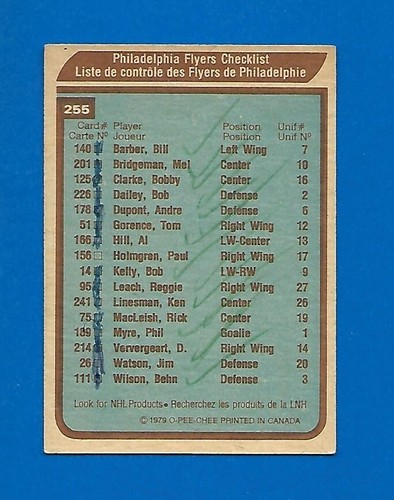 Philadelphia Flyers Checklist
Liste de contrôle des Flyers de Philadelphie
255
Card# Player Position Unif#
Carte Nº Joueur Position Unif Nº
140 Barber, Bill Left Wing 7
201 Bridgeman, Mel Center 10
125 Clarke, Bobby Center 16
226 Dailey, Bob Defense 2
178 Dupont, Andre Defense 6
51 Gorence, Tom Right Wing 12
166 Hill, Al LW-Center 13
156 Holmgren, Paul Right Wing 17
14 Kelly, Bob LW-RW 9
95 Leach, Reggie Right Wing 27
241 Linesman, Ken Center 26
75 MacLeish, Rick Center 19
189 Myre, Phil Goalie 1
214 Ververgeart, D. Right Wing 14
26 Watson, Jim Defense 20
111 Wilson, Behn Defense 3
Look for NHL Products • Recherchez les produits de la LNH
© 1979 O-PEE-CHEE PRINTED IN CANADA